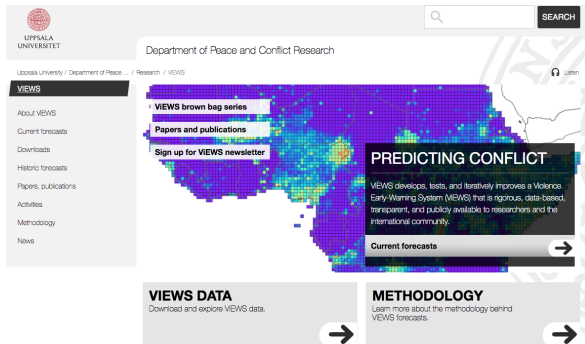 UPPSALA
UNIVERSITET
SEARCH
Department of Peace and Conflict Research
Uppsala University / Department of Peace ... / Research / VIEWS
Listen
VIEWS
About VIEWS
Current forecasts
Downloads
Historic forecasts
Papers, publications
Activities
Methodology
News
ViEWS brown bag series
Papers and publications
Sign up for ViEWS newsletter
PREDICTING CONFLICT
VIEWS develops, tests, and iteratively improves a Violence
Early-Warning System (ViEWS) that is rigorous, data-based,
transparent, and publicly available to researchers and the
international community.
Current forecasts
VIEWS DATA
Download and explore VIEWS data.
METHODOLOGY
Learn more about the methodology behind
VIEWS forecasts.